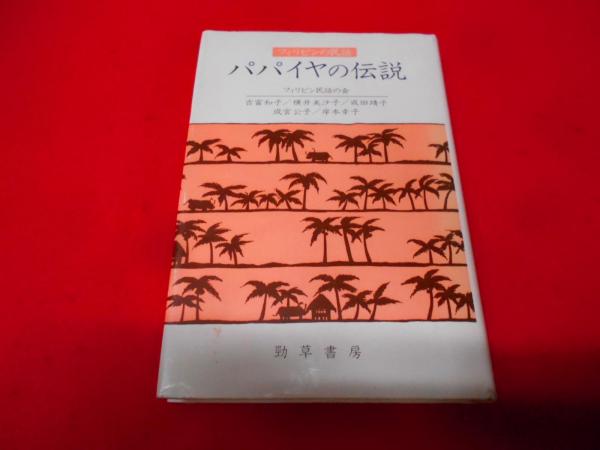 フィリピンの民話
パパイヤの伝説
フィリピン民話の会
吉富和子／横井美沙子／成田靖子
成宮公子／岸本幸子
勁草書房